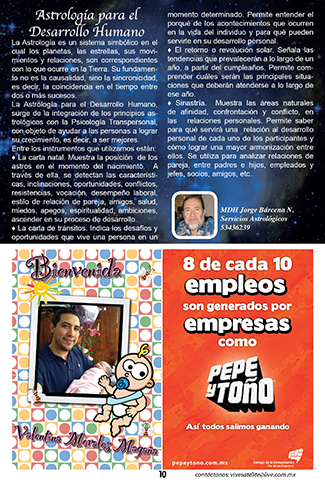 Astrología para el
Desarrollo Humano
La Astrología es un sistema simbólico en el
cual los planetas, las estrellas, sus mo-
vimientos y relaciones, son correspondientes
con lo que ocurre en la Tierra. Su fundamen-
to no es la causalidad, sino la sincronicidad,
es decir, la coincidencia en el tiempo entre
dos o más sucesos.
La Astrología para el Desarrollo Humano,
surge de la integración de los principios as-
trológicos con la Psicología Transpersonal,
con objeto de ayudar a las personas a lograr
su crecimiento, es decir, a ser mejores.
Entre los instrumentos que utilizamos están:
♦ La carta natal. Muestra la posición de los
astros en el momento del nacimiento. A
través de ella, se detectan las característi-
cas, inclinaciones, oportunidades, conflictos,
resistencias, vocación, desempeño laboral,
estilo de relación de pareja, amigos, salud,
miedos, apegos, espiritualidad, ambiciones,
ascender en su proceso de desarrollo.
♦ La carta de tránsitos. Indica los desafíos y
oportunidades que vive una persona en un
momento determinado. Permite entender el
porqué de los acontecimientos que ocurren
en la vida del individuo y para qué pueden
servirle en su desarrollo personal.
♦ El retorno o revolución solar. Señala las
tendencias que prevalecerán a lo largo de un
año, a partir del cumpleaños. Permite com-
prender cuáles serán las principales situa-
ciones que deberán atenderse a lo largo de
ese año.
♦ Sinastría. Muestra las áreas naturales
de afinidad, confrontación y conflicto, en
las relaciones personales. Permite saber
para qué servirá una relación al desarrollo
personal de cada uno de los participantes y
cómo lograr una mayor armonización entre
ellos. Se utiliza para analizar relaciones de
pareja, entre padres e hijos, empleados y
jefes, socios, amigos, etc.
MDH Jorge Bárcena N.
Servicios Astrológicos
53436239
Bienvenida
Valentina Morales Magaña
8 de cada 10
empleos
son generados por
empresas
como
PEPE
Y TOÑO
Así todos salimos ganando
pepeytono.com.mx
Consejo de la Comunicación
10
contáctanos: vivesatelite@live.com.mx